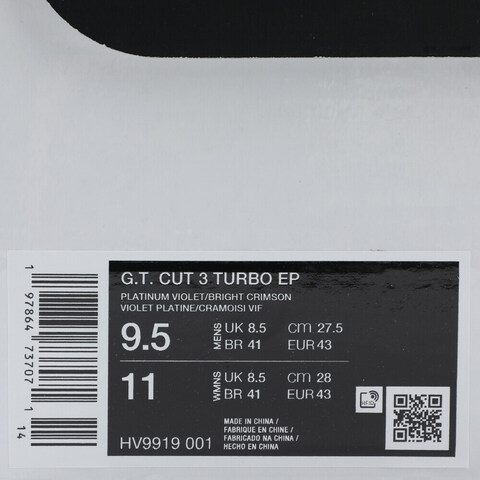 G.T. CUT 3 TURBO EP
PLATINUM VIOLET/BRIGHT CRIMSON
VIOLET PLATINE/CRAMOISI VIF
9.5 MENS UK 8.5 cm 27.5
BR 41 EUR 43
11 WMNS UK 8.5 cm 28
BR 41 EUR 43
MADE IN CHINA /
FABRIQUE EN CHINE /
FABRICADO NA CHINA /
HECHO EN CHINA
HV9919 001
RFID
1 97864 73707 1 14